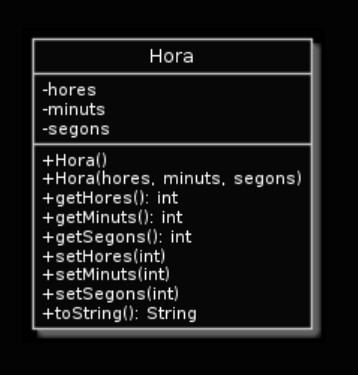 Hora
-hores
-minuts
-segons
+Hora()
+Hora(hores, minuts, segons)
+getHores(): int
+getMinuts(): int
+getSegons(): int
+setHores(int)
+setMinuts(int)
+setSegons(int)
+toString(): String